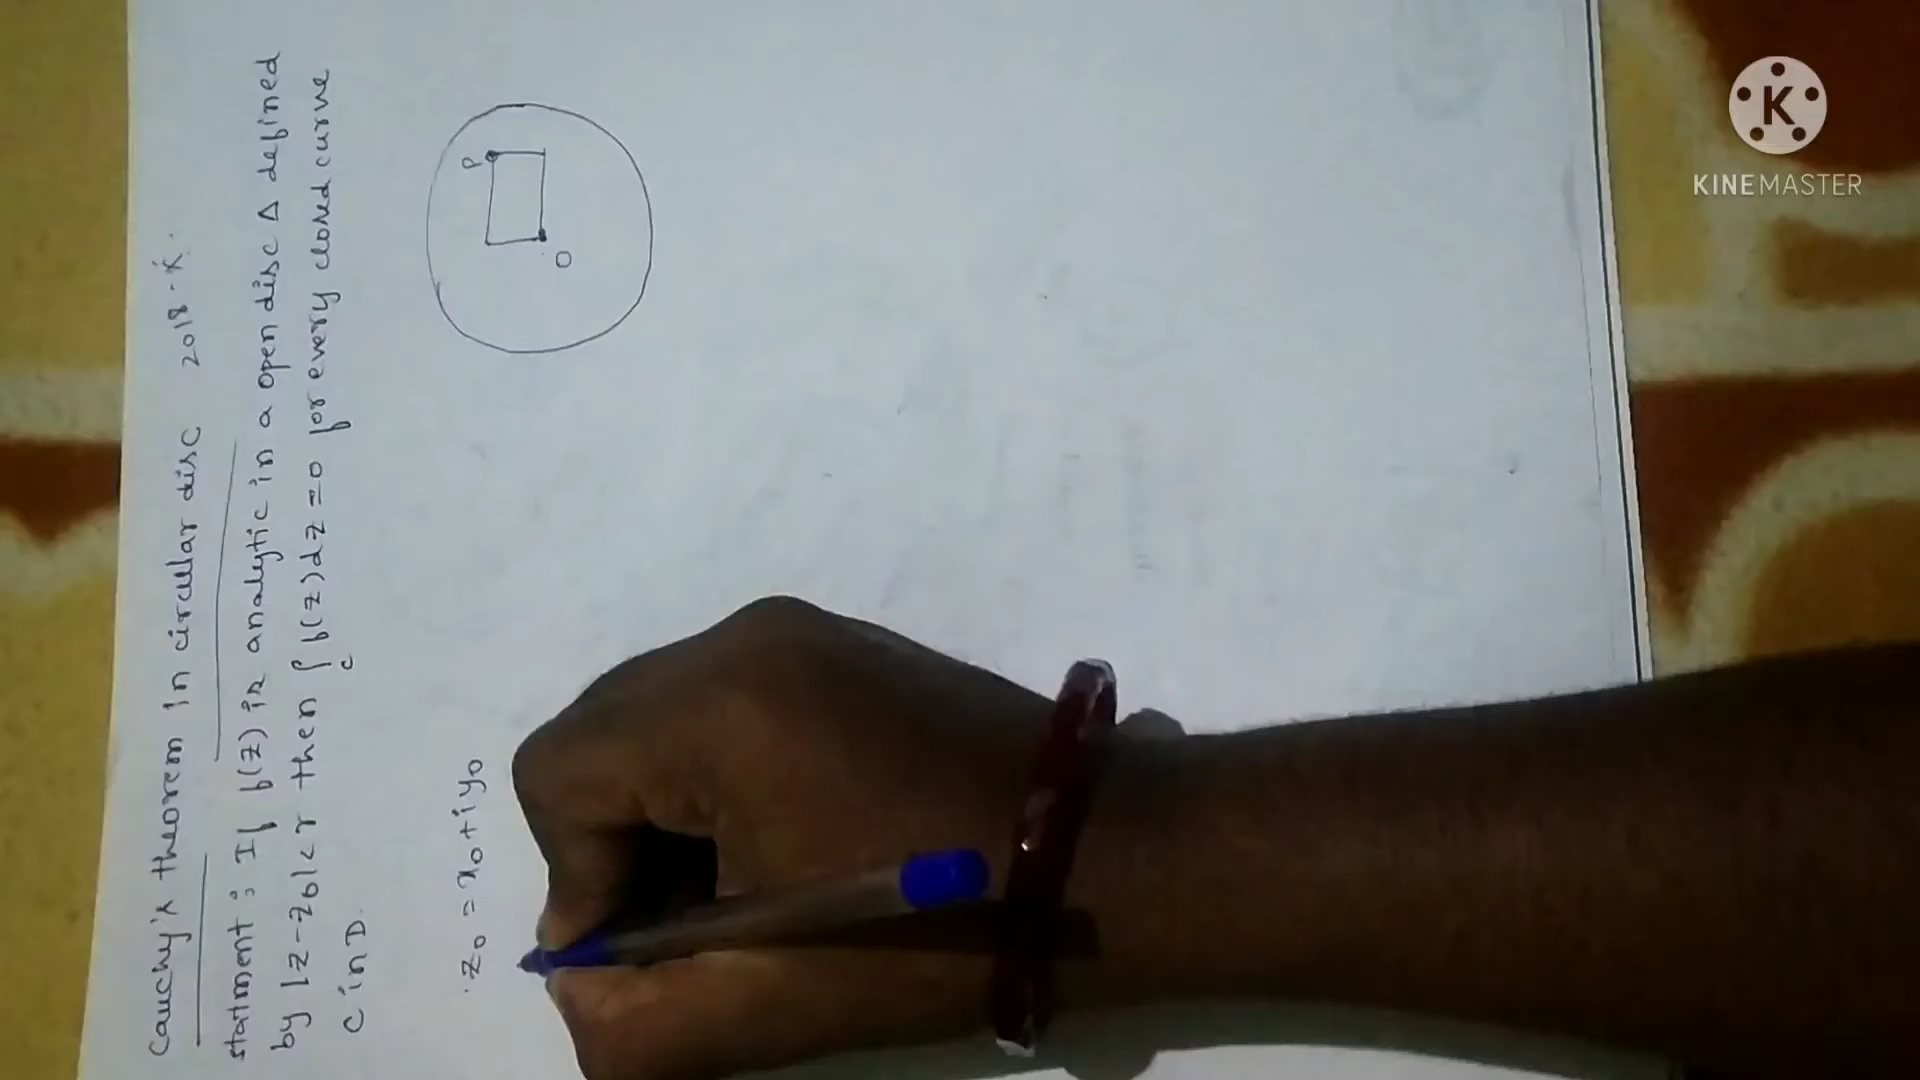 Cauchy's theorem in circular disc 2018-X.
statment: If f(z) is analytic in a open disc Δ defined
by |z-z0|<r then ∫c f(z)dz=0 for every closed curve
C in D.
P
O
z0 = x0+iy0
K
KINEMASTER